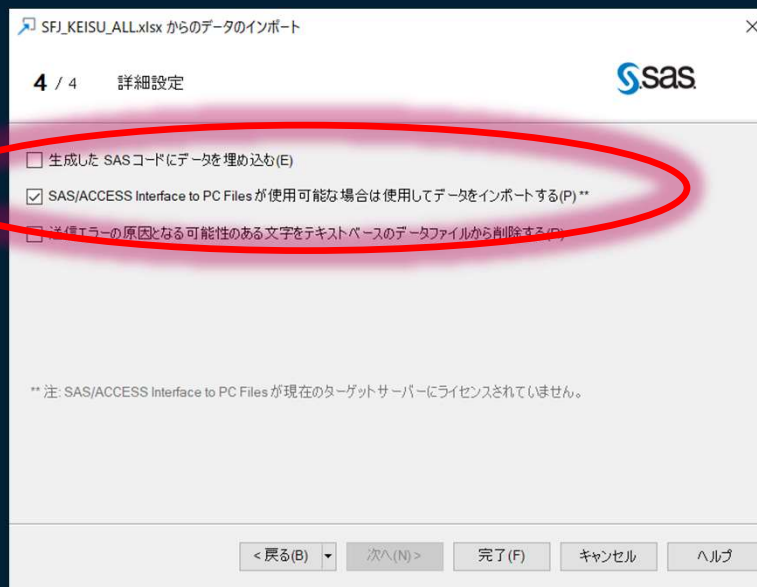 SFJ_KEISU_ALL.xlsx からのデータのインポート
4 / 4 詳細設定
sas
生成した SASコードにデータを埋め込む(E)
SAS/ACCESS Interface to PC Files が使用可能な場合は使用してデータをインポートする(P) **
送信エラーの原因となる可能性のある文字をテキストベースのデータファイルから削除する(R)
** 注: SAS/ACCESS Interface to PC Files が現在のターゲットサーバーにライセンスされていません。
< 戻る(B) 次へ(N) > 完了(F) キャンセル ヘルプ